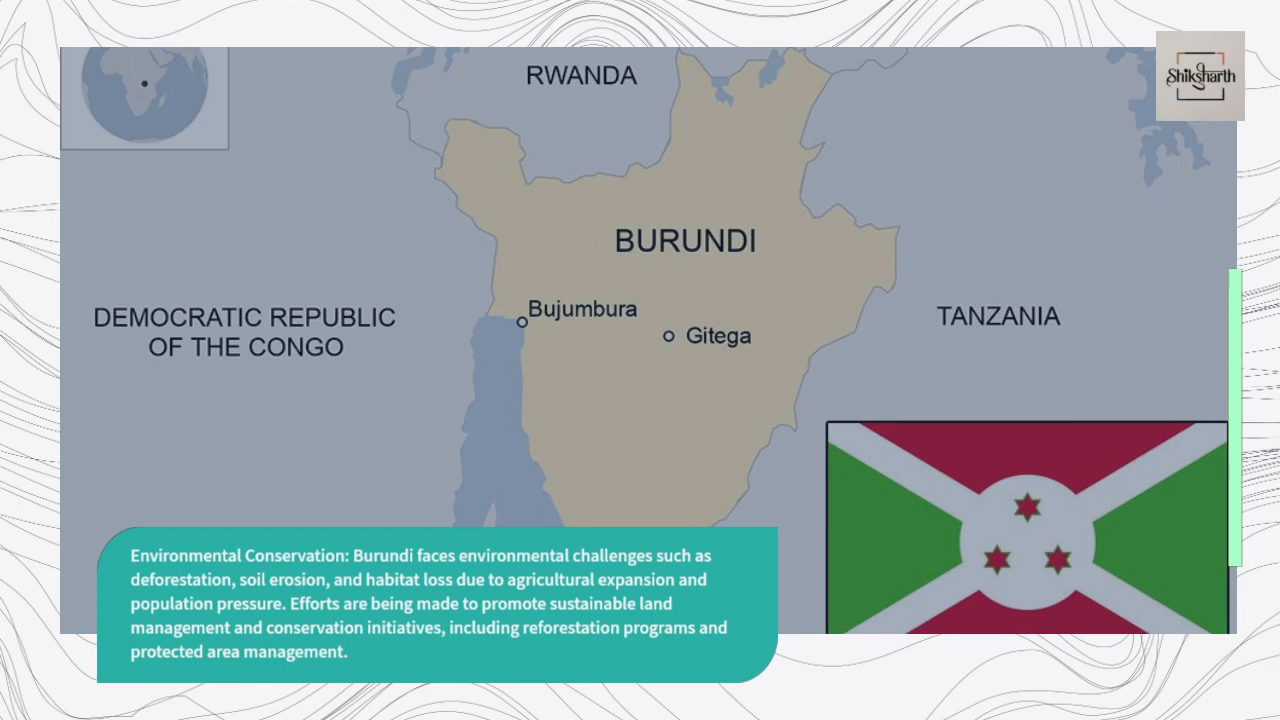 Shiksharth
RWANDA
BURUNDI
Bujumbura
Gitega
DEMOCRATIC REPUBLIC
OF THE CONGO
TANZANIA
Environmental Conservation: Burundi faces environmental challenges such as
deforestation, soil erosion, and habitat loss due to agricultural expansion and
population pressure. Efforts are being made to promote sustainable land
management and conservation initiatives, including reforestation programs and
protected area management.